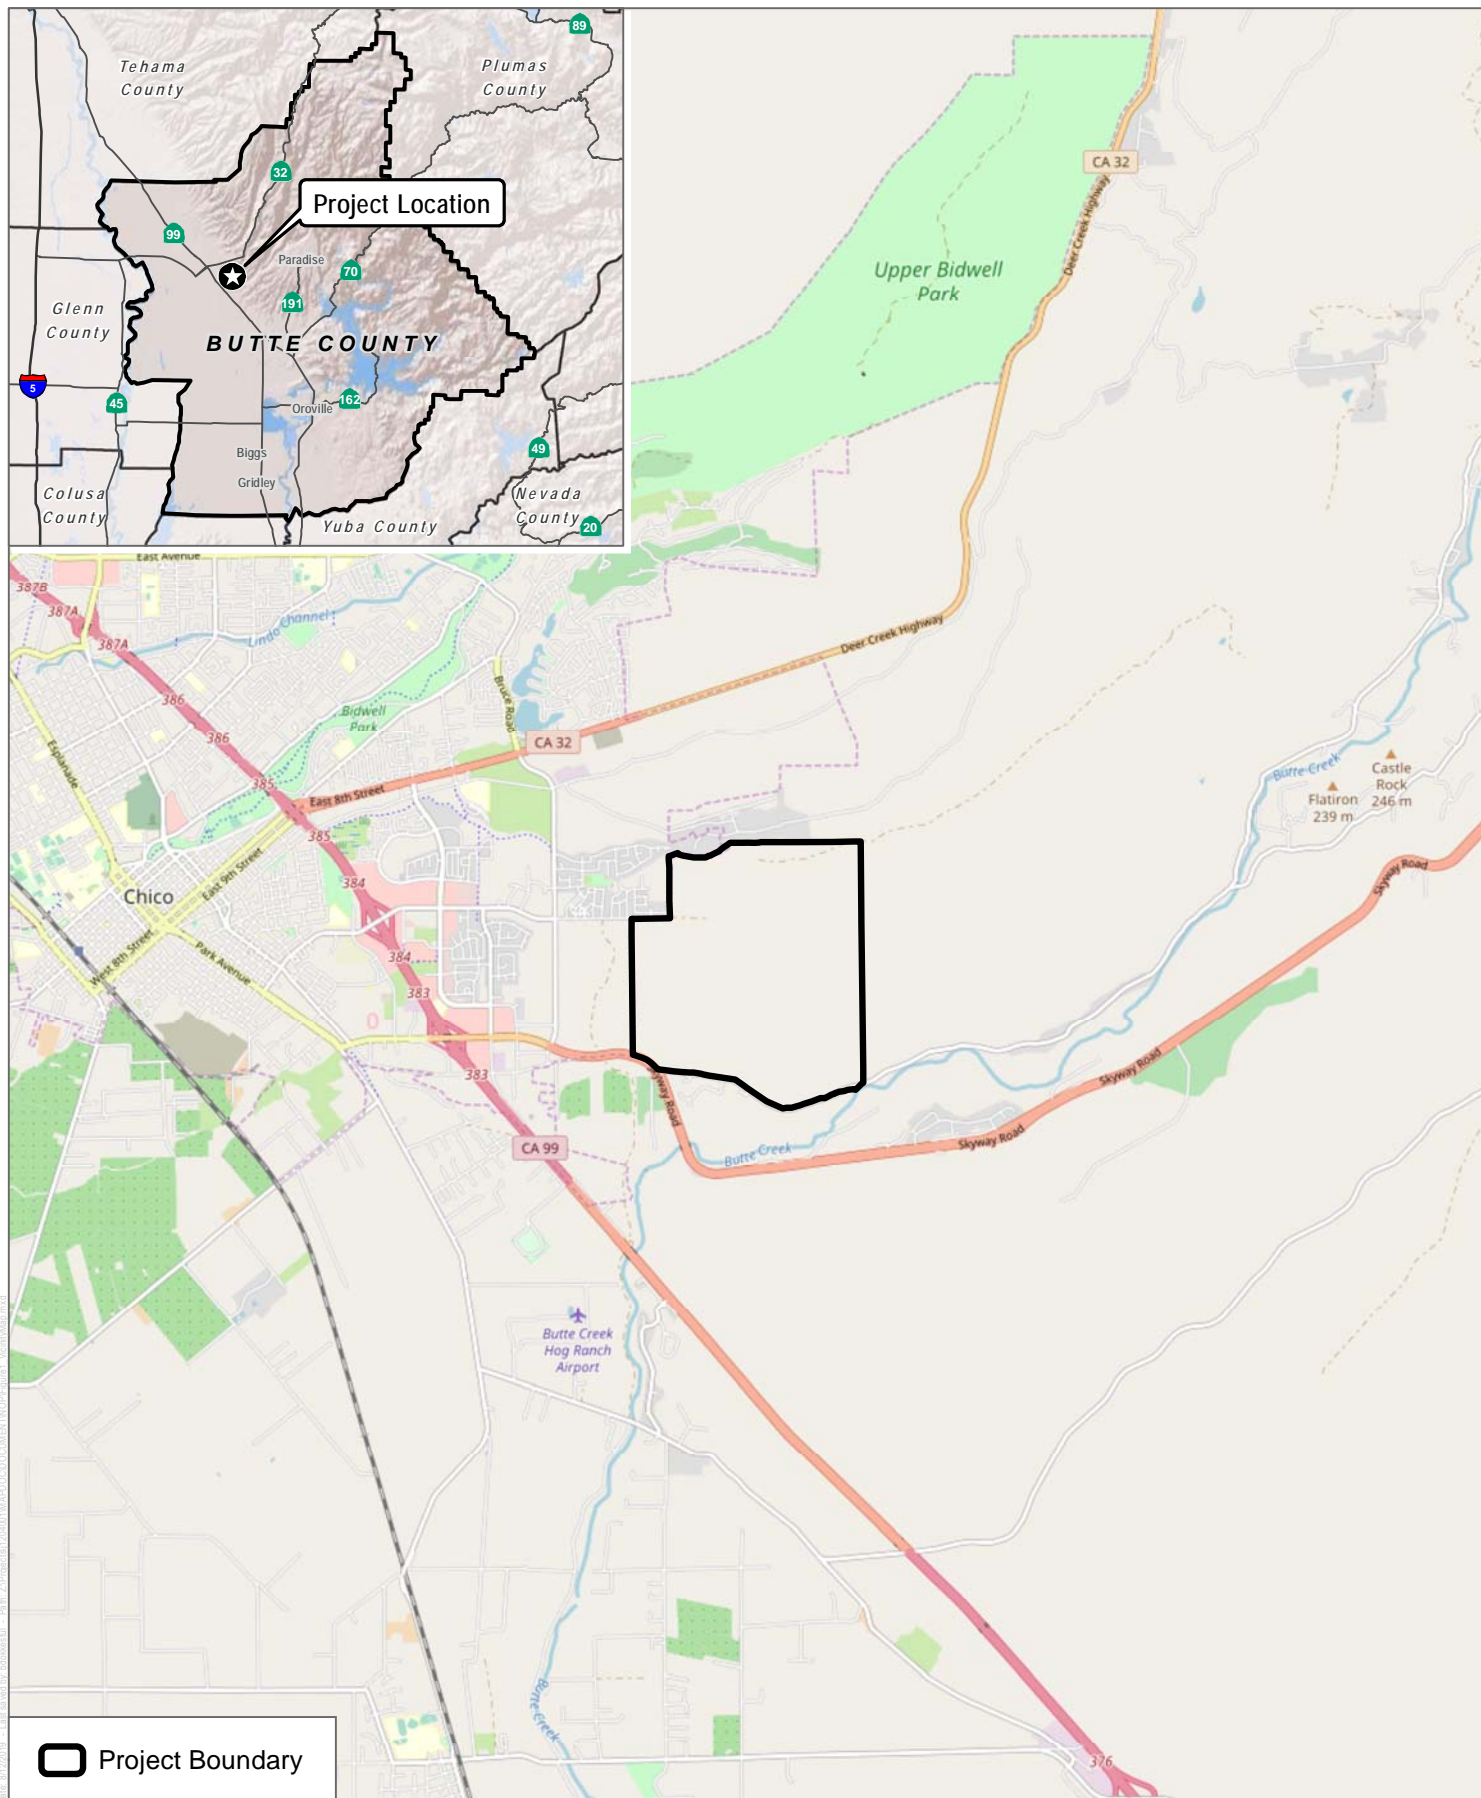 89
Tehama
County
Plumas
County
32
Project Location
99
Paradise
70
191
Glenn
County
BUTTE COUNTY
5
45
Oroville
162
Biggs
49
Gridley
Colusa
County
Nevada
County
Yuba County
20
CA 32
Deer Creek Highway
Upper Bidwell
Park
East Avenue
387B
387A
387A
Lindo Channel
Deer Creek Highway
386
Bidwell
Park
Bruce Road
386
CA 32
Esplanade
385
East 8th Street
385
Butte Creek
Castle
Rock
246 m
Flatiron
239 m
East 9th Street
384
Chico
Skyway Road
West 8th Street
Park Avenue
384
383
383
Skyway Road
Skyway Road
Skyway Road
CA 99
Butte Creek
Butte Creek
Hog Ranch
Airport
Butte Creek
376
Project Boundary